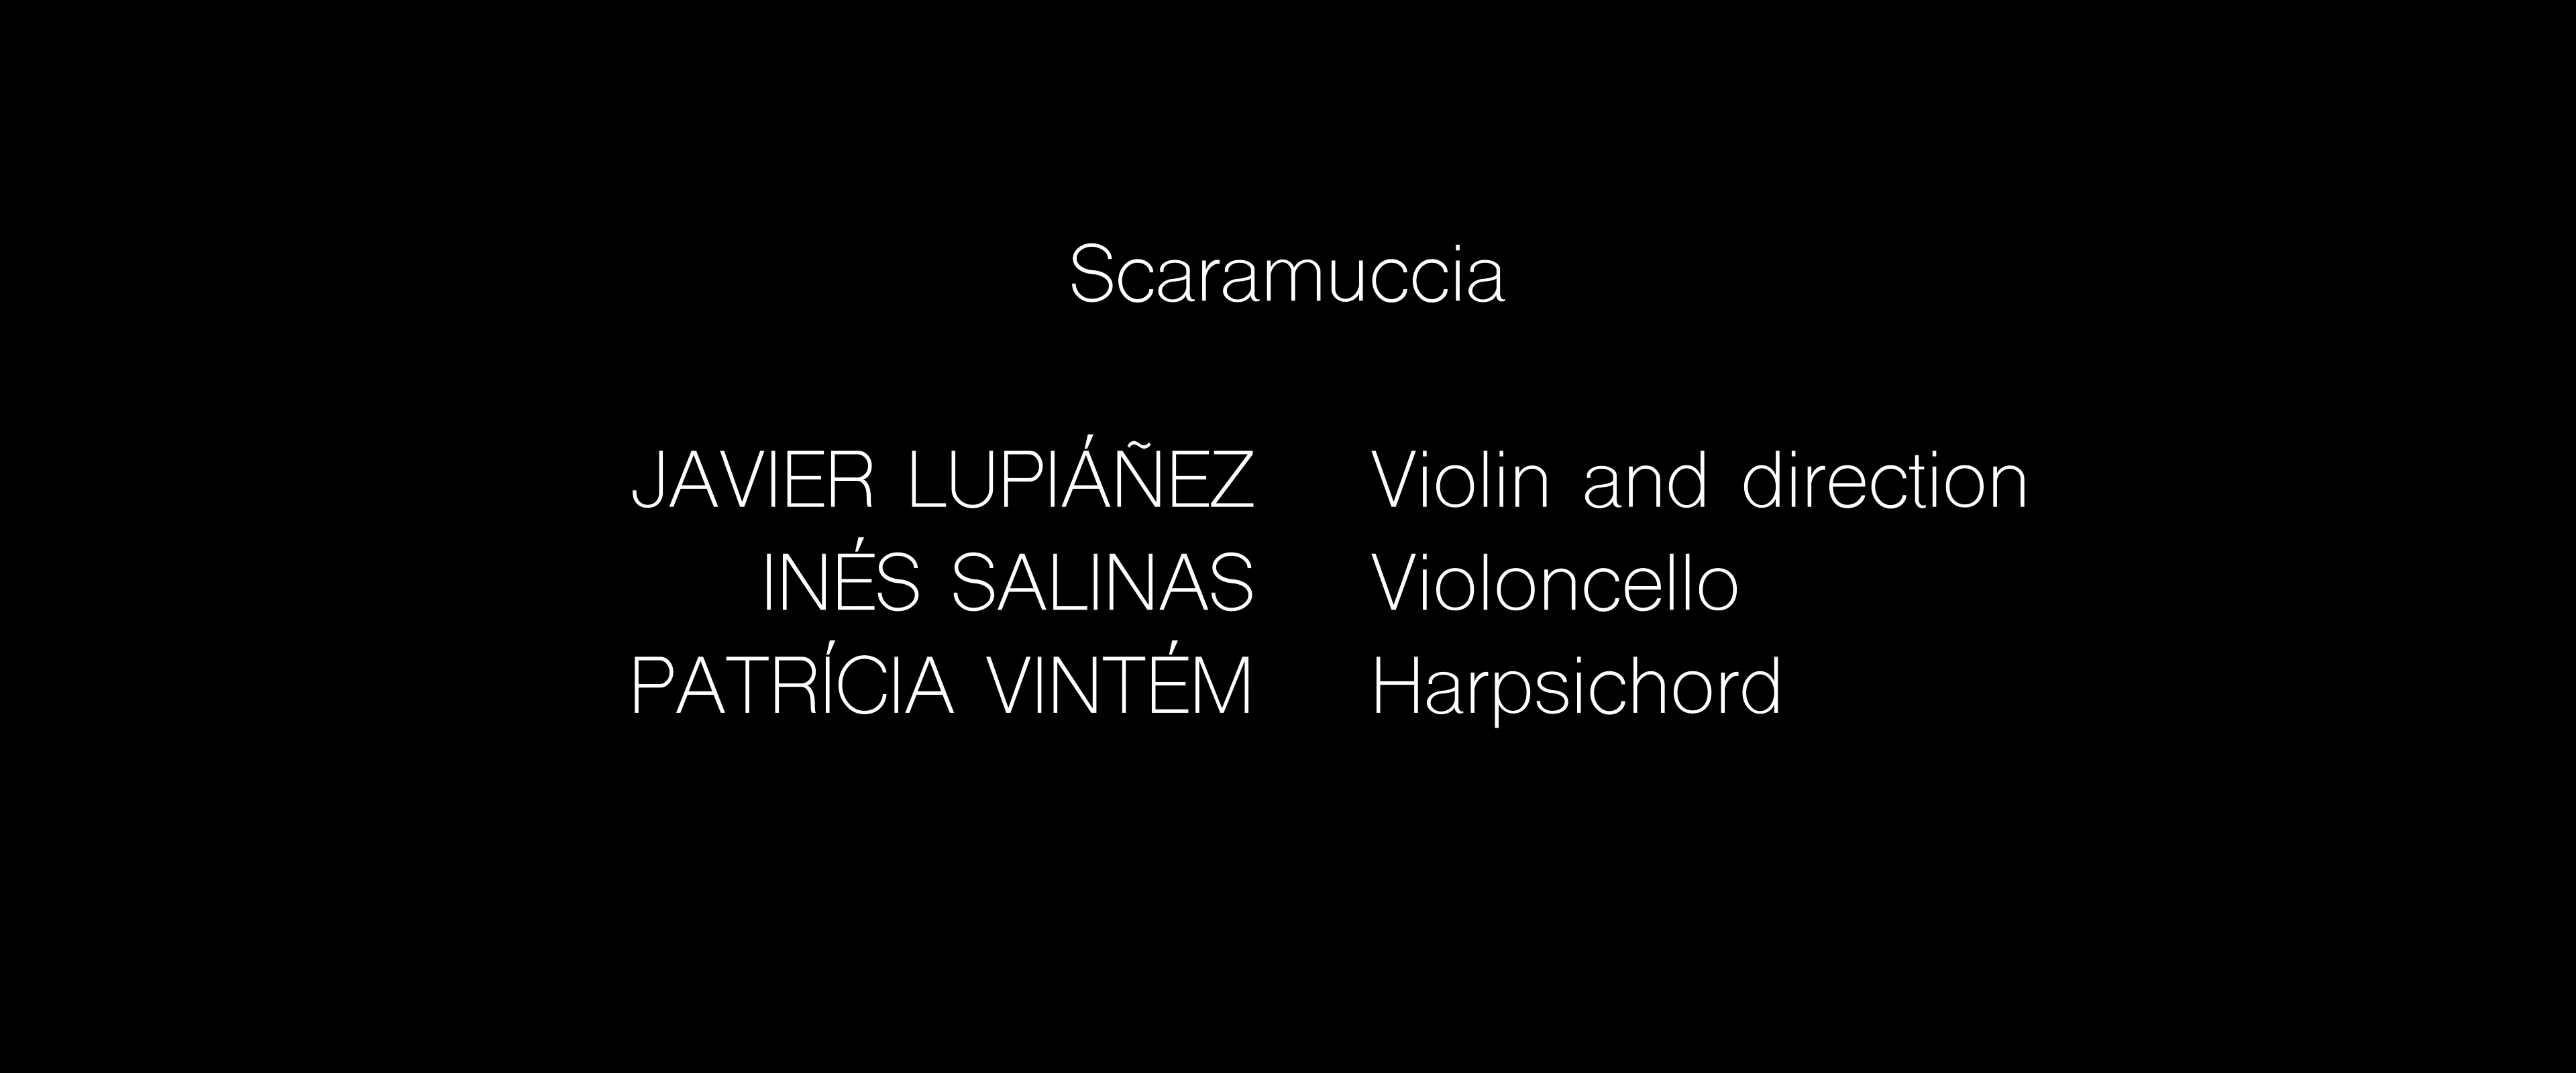 Scaramuccia
JAVIER LUPIÁÑEZ Violin and direction
INÉS SALINAS Violoncello
PATRÍCIA VINTÉM Harpsichord